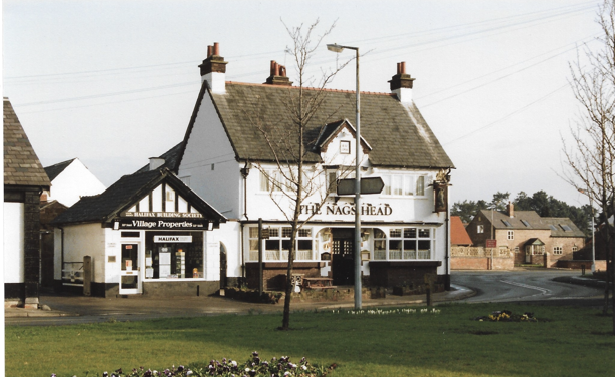 HALIFAX BUILDING SOCIETY
Village Properties
HALIFAX
THE NAGS HEAD